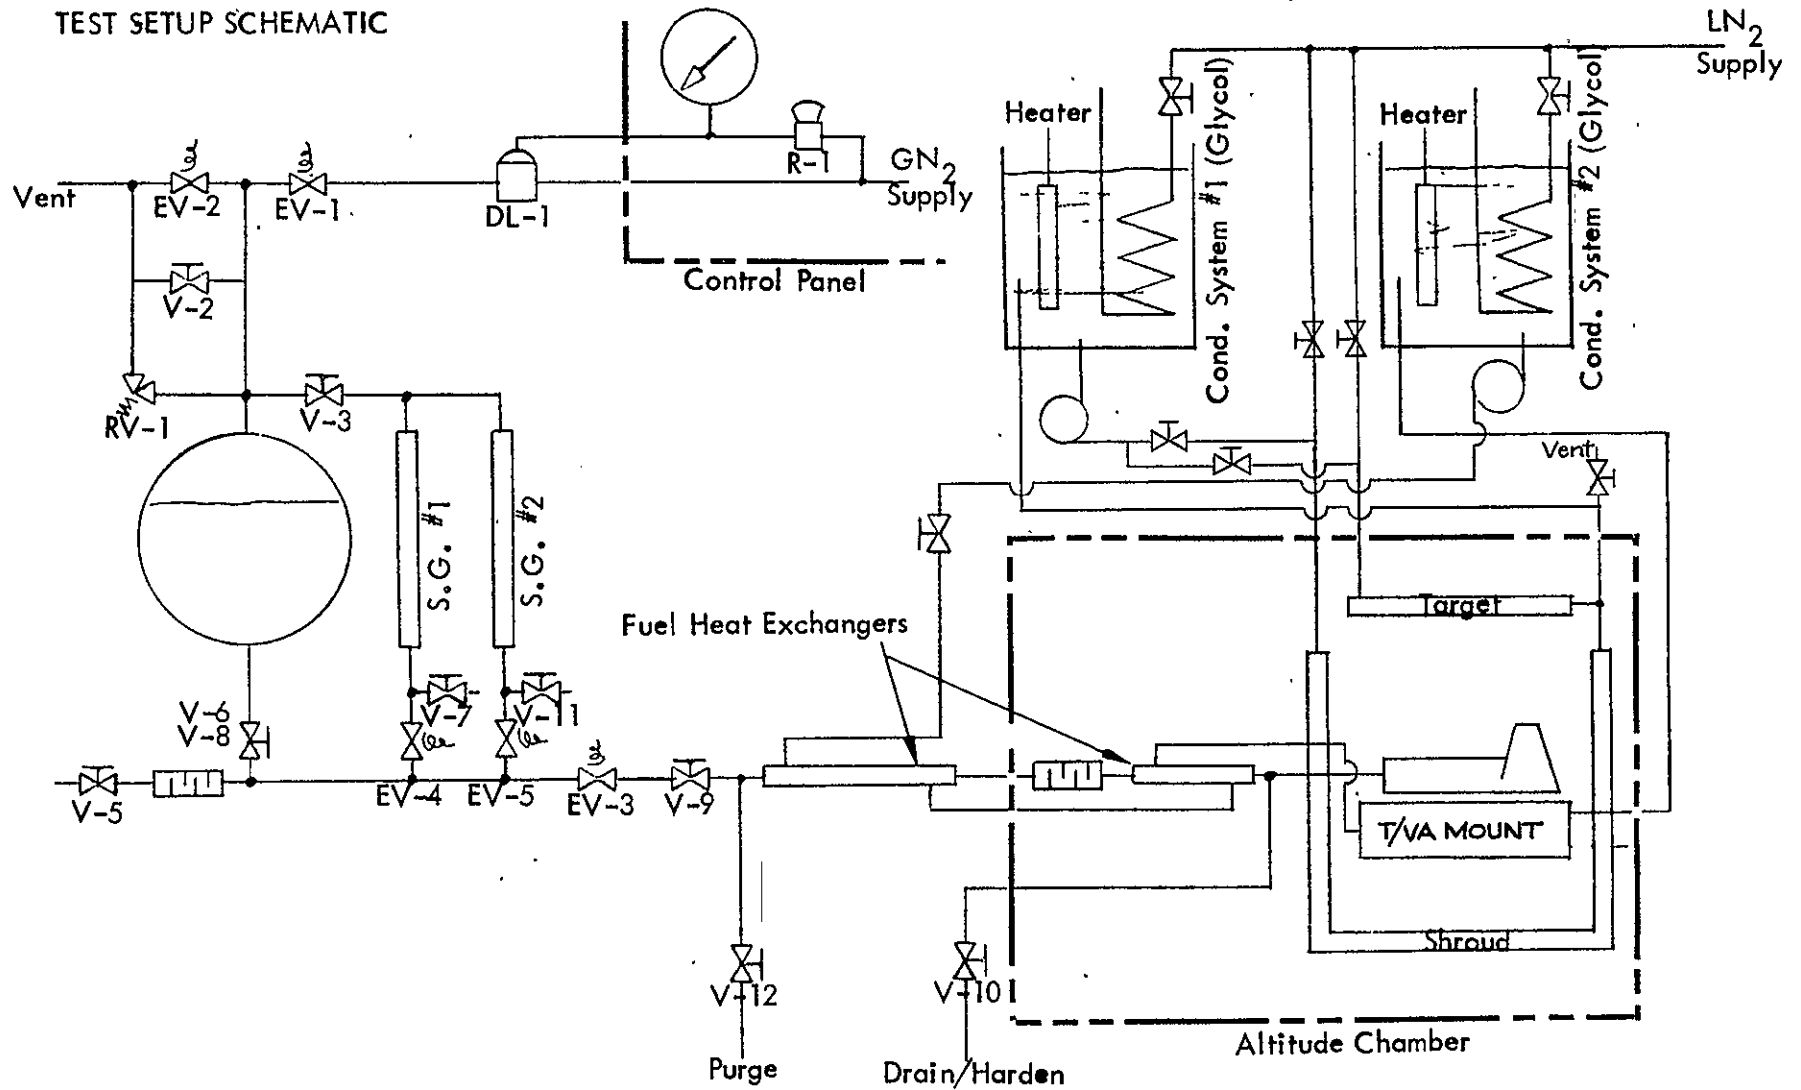 TEST SETUP SCHEMATIC
LN2
Supply
Heater
Cond. System #1 (Glycol)
Heater
Cond. System #2 (Glycol)
R-1
GN2
Supply
Vent
EV-2
EV-1
DL-1
Control Panel
V-2
RV-1
V-3
Vent
S.G. #1
S.G. #2
Target
Fuel Heat Exchangers
V-6
V-8
V-7
V-11
V-5
EV-4
EV-5
EV-3
V-9
T/VA MOUNT
Shroud
V-12
V-10
Altitude Chamber
Purge
Drain/Harden